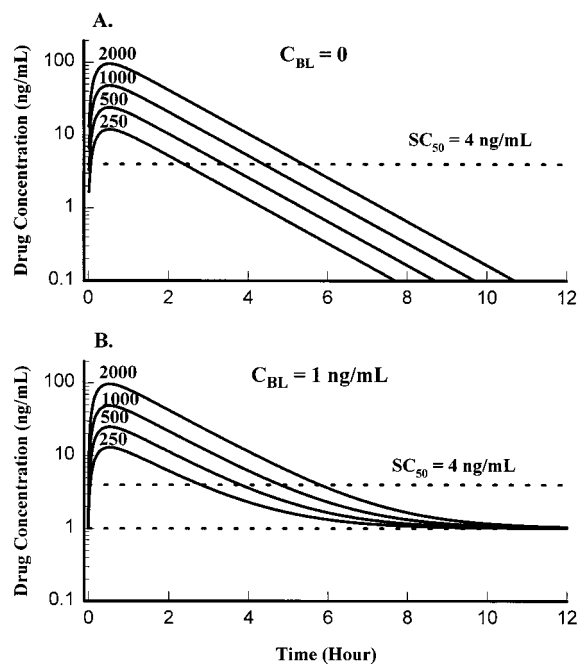 A.
C_BL = 0
Drug Concentration (ng/mL)
100
10
1
0.1
2000
1000
500
250
SC_50 = 4 ng/mL
0 2 4 6 8 10 12
B.
C_BL = 1 ng/mL
Drug Concentration (ng/mL)
100
10
1
0.1
2000
1000
500
250
SC_50 = 4 ng/mL
0 2 4 6 8 10 12
Time (Hour)